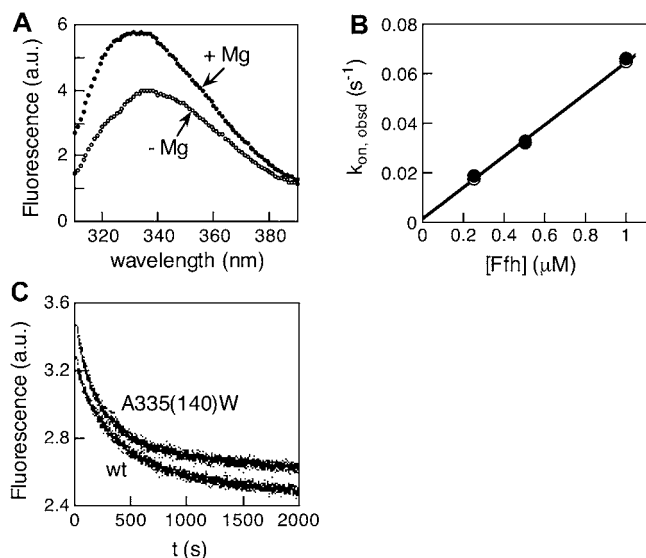 A
Fluorescence (a.u.)
6
4
2
0
+ Mg
- Mg
320 340 360 380
wavelength (nm)
B
k on, obsd (s-1)
0.08
0.06
0.04
0.02
0
0 0.2 0.4 0.6 0.8 1
[Ffh] (μM)
C
Fluorescence (a.u.)
3.6
3.2
2.8
2.4
A335(140)W
wt
0 500 1000 1500 2000
t (s)